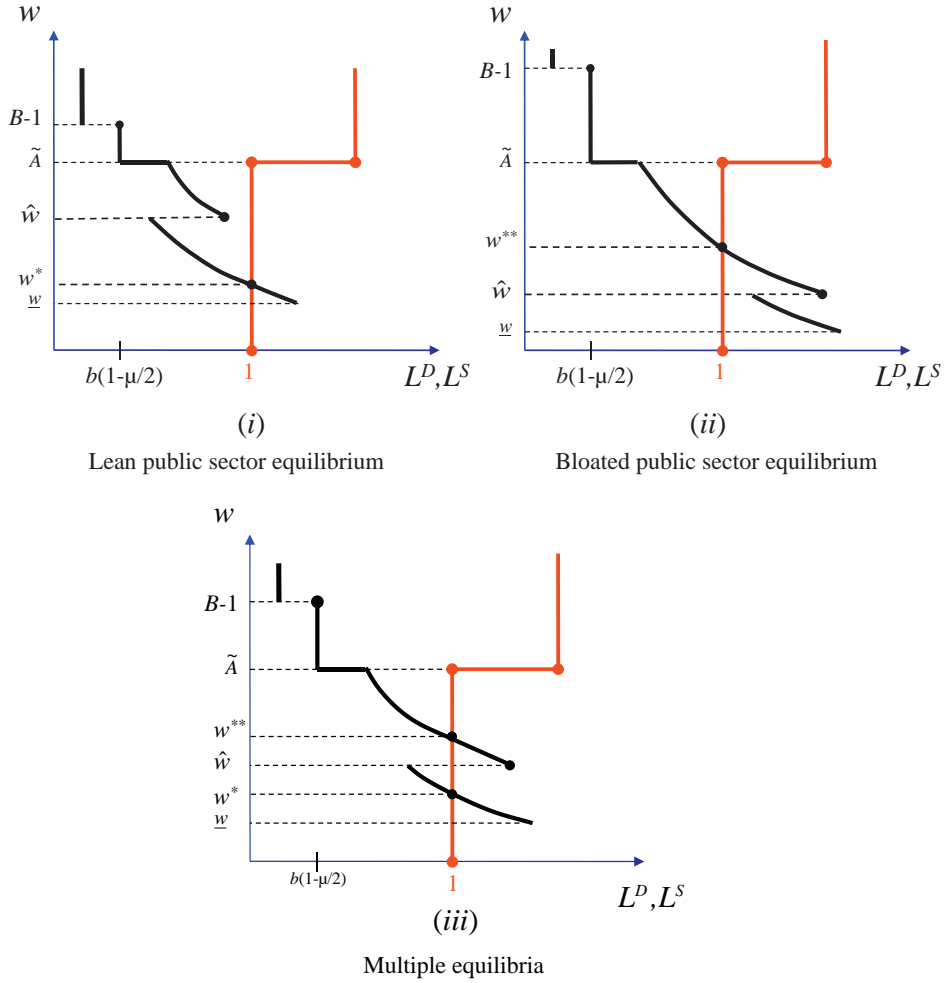 w
B-1
Ã
ŵ
w*
w̲
b(1-μ/2)
1
L^D,L^S
(i)
Lean public sector equilibrium
w
B-1
Ã
w**
ŵ
w̲
b(1-μ/2)
1
L^D,L^S
(ii)
Bloated public sector equilibrium
w
B-1
Ã
w**
ŵ
w*
w̲
b(1-μ/2)
1
L^D,L^S
(iii)
Multiple equilibria